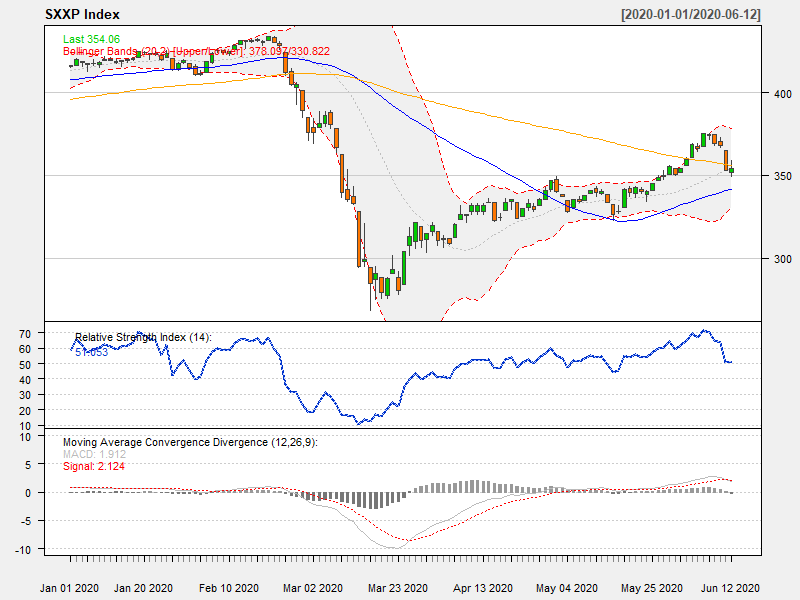 SXXP Index
[2020-01-01/2020-06-12]
Last 354.06
Bollinger Bands (20,2) [Upper/Lower]: 378.097/330.822
400
350
300
Relative Strength Index (14):
51.053
70
60
50
40
30
20
10
Moving Average Convergence Divergence (12,26,9):
MACD: 1.912
Signal: 2.124
10
5
0
-5
-10
Jan 01 2020 Jan 20 2020 Feb 10 2020 Mar 02 2020 Mar 23 2020 Apr 13 2020 May 04 2020 May 25 2020 Jun 12 2020